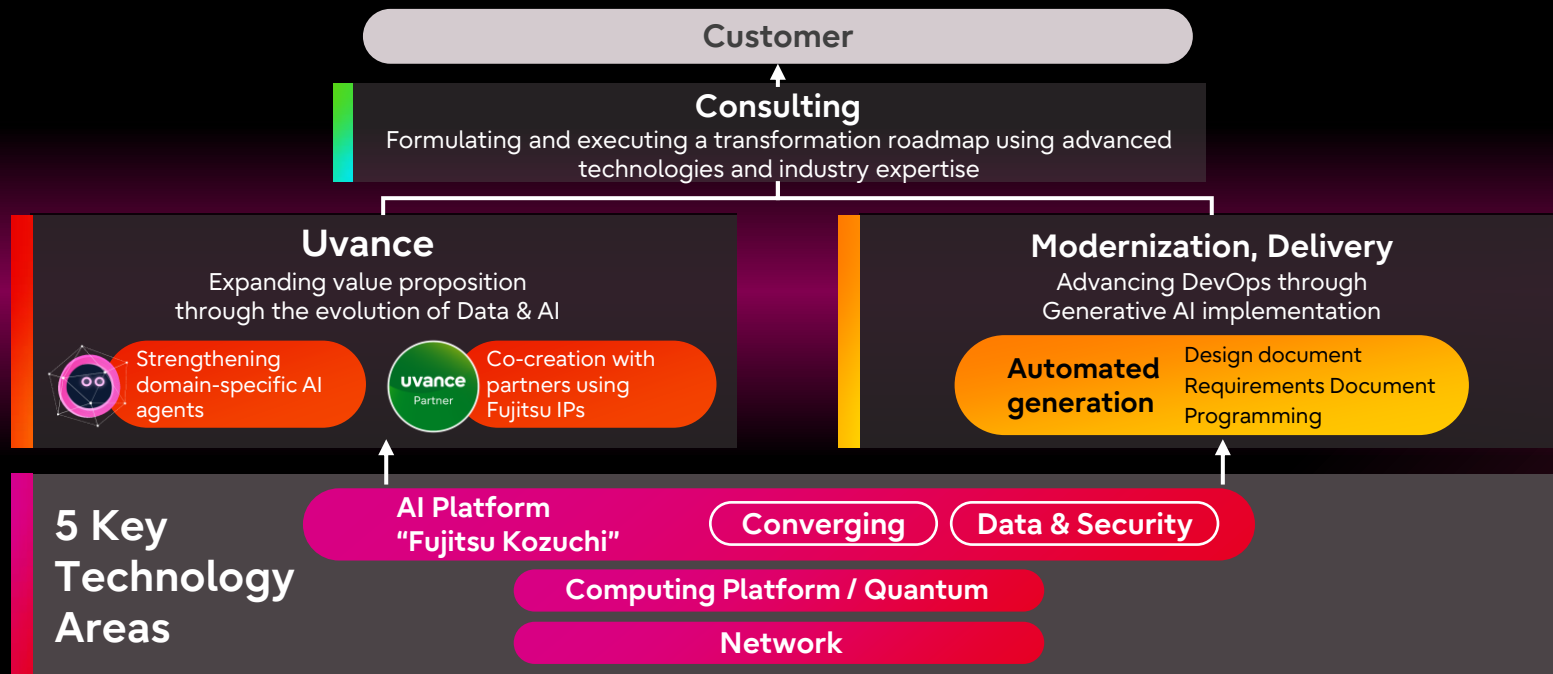 Customer
Consulting
Formulating and executing a transformation roadmap using advanced
technologies and industry expertise
Uvance
Expanding value proposition
through the evolution of Data & AI
Strengthening
domain-specific AI
agents
uvance
Partner
Co-creation with
partners using
Fujitsu IPs
Modernization, Delivery
Advancing DevOps through
Generative AI implementation
Automated
generation
Design document
Requirements Document
Programming
5 Key
Technology
Areas
AI Platform
“Fujitsu Kozuchi”
Converging
Data & Security
Computing Platform / Quantum
Network